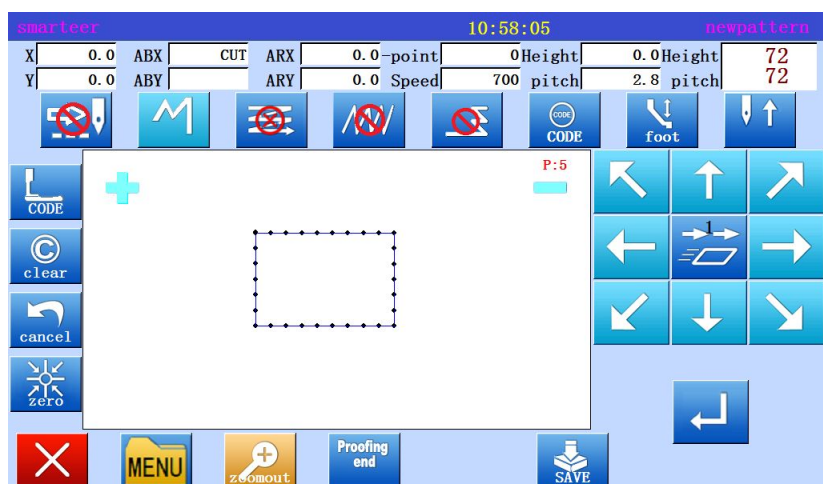 smarteer 10:58:05 newpattern
X 0.0 ABX CUT ARX 0.0 -point 0 Height 0.0 Height 72
Y 0.0 ABY ARY 0.0 Speed 700 pitch 2.8 pitch 72
CODE
CODE
foot
P:5
CODE
1
clear
cancel
zero
MENU
zoomout
Proofing
end
SAVE